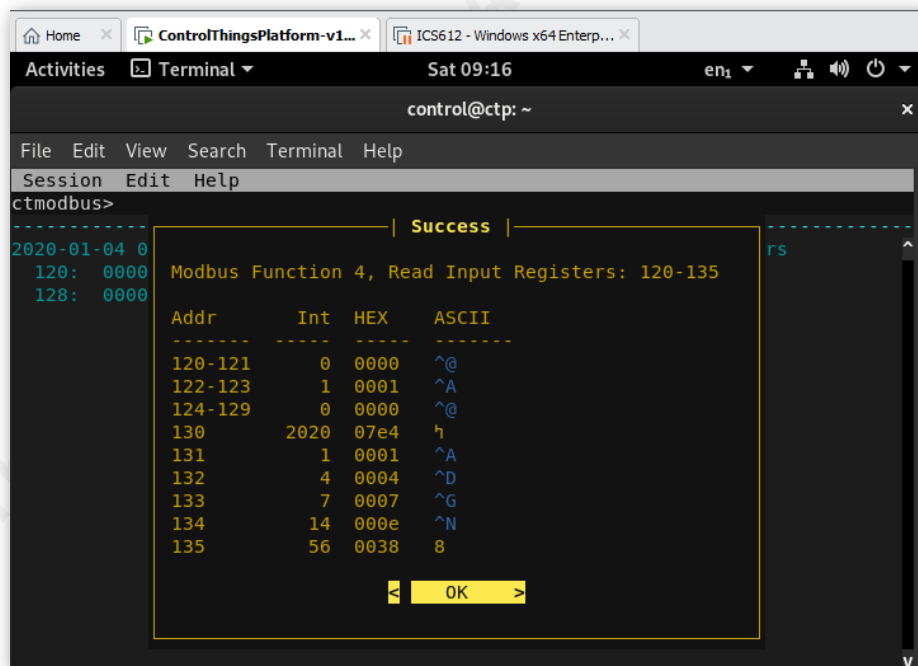 Home × ControlThingsPlatform-v1... × ICS612 - Windows x64 Enterp... ×
Activities Terminal Sat 09:16 en₁
control@ctp: ~ ×
File Edit View Search Terminal Help
Session Edit Help
ctmodbus>
-------------| Success |-------------
2020-01-04 0 rs
120: 0000 Modbus Function 4, Read Input Registers: 120-135
128: 0000
Addr Int HEX ASCII
------- ----- ----- -------
120-121 0 0000 ^@
122-123 1 0001 ^A
124-129 0 0000 ^@
130 2020 07e4 ߤ
131 1 0001 ^A
132 4 0004 ^D
133 7 0007 ^G
134 14 000e ^N
135 56 0038 8
< OK >